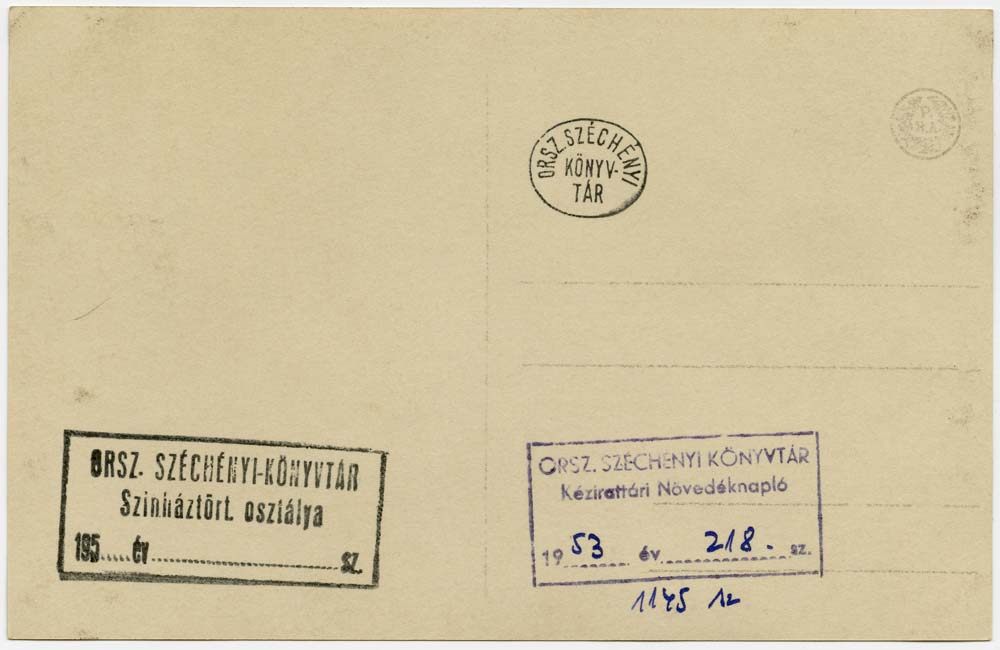 P.
H.A.
ORSZ. SZÉCHÉNYI
KÖNYV-
TÁR
ORSZ. SZÉCHÉNYI-KÖNYVTÁR
Szinháztört. osztálya
195..... év ........................... sz.
ORSZ. SZÉCHÉNYI KÖNYVTÁR
Kézirattári Növedéknapló
1953 év 218. sz.
1145